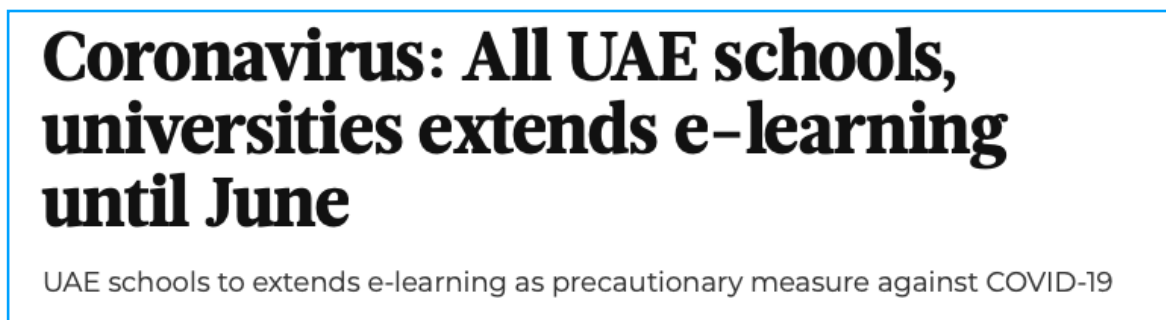 Coronavirus: All UAE schools,
universities extends e-learning
until June
UAE schools to extends e-learning as precautionary measure against COVID-19